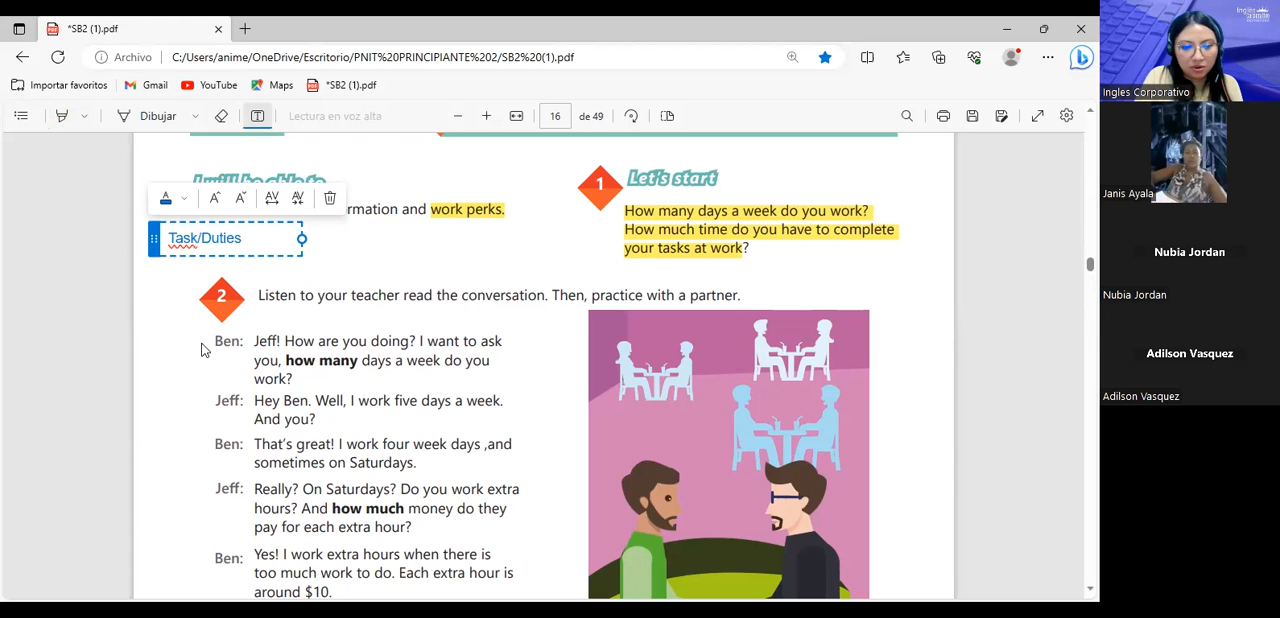 *SB2 (1).pdf
Archivo
C:/Users/anime/OneDrive/Escritorio/PNIT%20PRINCIPIANTE%202/SB2%20(1).pdf
Importar favoritos
Gmail
YouTube
Maps
*SB2 (1).pdf
Dibujar
Lectura en voz alta
16
de 49
1
Let's start
rmation and work perks.
How many days a week do you work?
How much time do you have to complete
your tasks at work?
Task/Duties
2
Listen to your teacher read the conversation. Then, practice with a partner.
Ben: Jeff! How are you doing? I want to ask
you, how many days a week do you
work?
Jeff: Hey Ben. Well, I work five days a week.
And you?
Ben: That's great! I work four week days ,and
sometimes on Saturdays.
Jeff: Really? On Saturdays? Do you work extra
hours? And how much money do they
pay for each extra hour?
Ben: Yes! I work extra hours when there is
too much work to do. Each extra hour is
around $10.
Ingles Corporativo
Janis Ayala
Nubia Jordan
Nubia Jordan
Adilson Vasquez
Adilson Vasquez